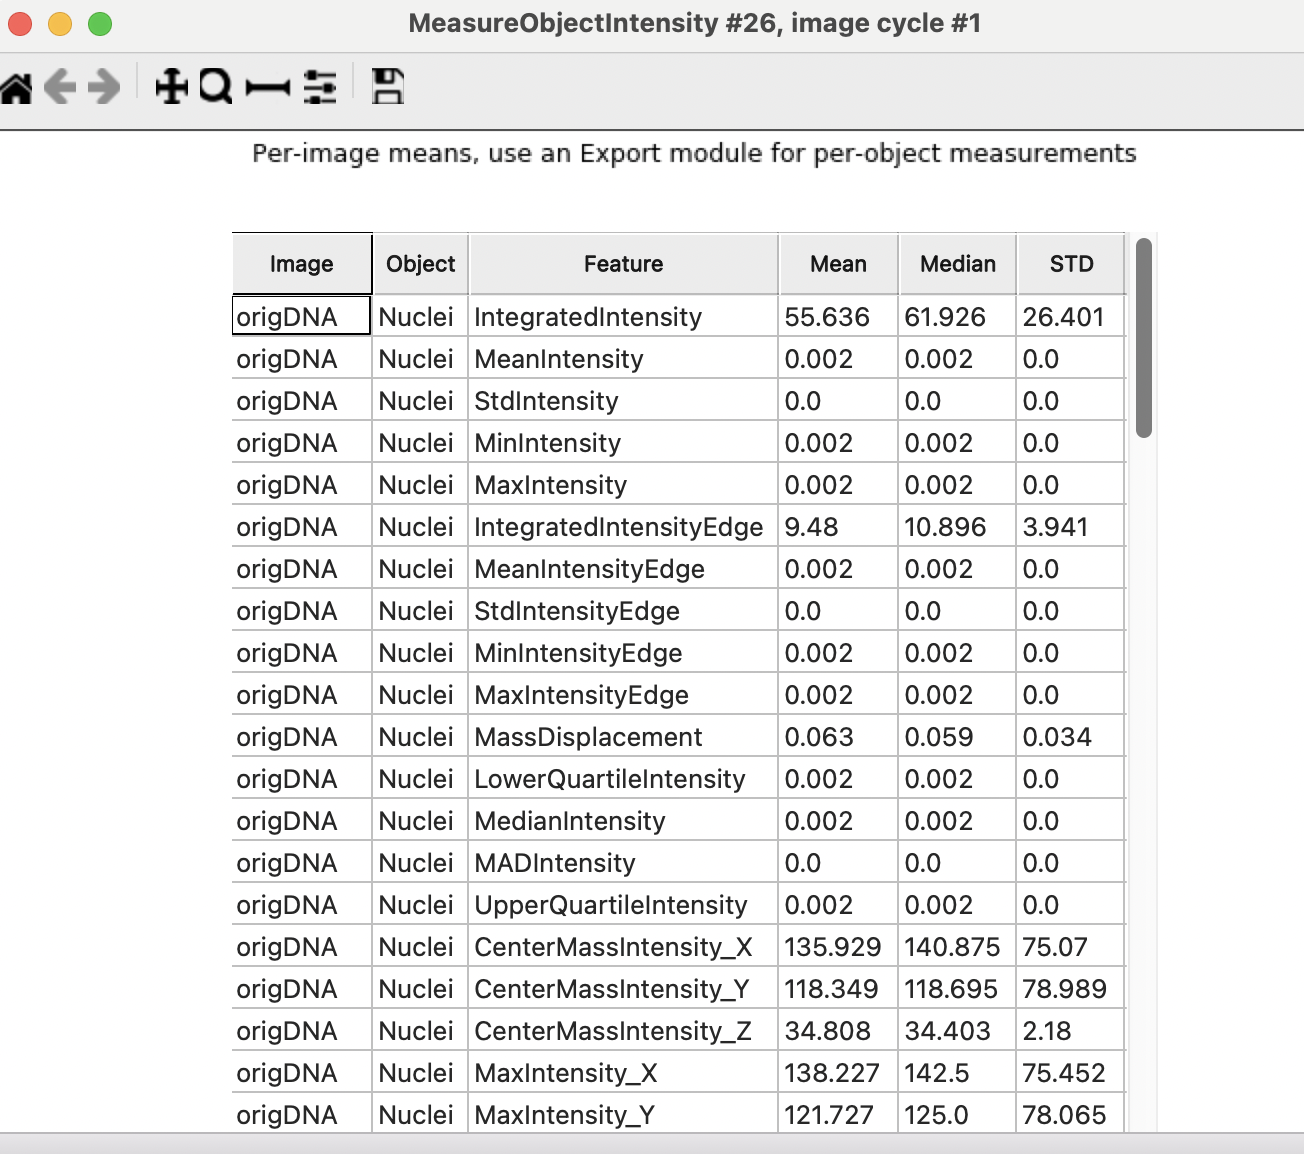 MeasureObjectIntensity #26, image cycle #1
Per-image means, use an Export module for per-object measurements
Image Object Feature Mean Median STD
origDNA Nuclei IntegratedIntensity 55.636 61.926 26.401
origDNA Nuclei MeanIntensity 0.002 0.002 0.0
origDNA Nuclei StdIntensity 0.0 0.0 0.0
origDNA Nuclei MinIntensity 0.002 0.002 0.0
origDNA Nuclei MaxIntensity 0.002 0.002 0.0
origDNA Nuclei IntegratedIntensityEdge 9.48 10.896 3.941
origDNA Nuclei MeanIntensityEdge 0.002 0.002 0.0
origDNA Nuclei StdIntensityEdge 0.0 0.0 0.0
origDNA Nuclei MinIntensityEdge 0.002 0.002 0.0
origDNA Nuclei MaxIntensityEdge 0.002 0.002 0.0
origDNA Nuclei MassDisplacement 0.063 0.059 0.034
origDNA Nuclei LowerQuartileIntensity 0.002 0.002 0.0
origDNA Nuclei MedianIntensity 0.002 0.002 0.0
origDNA Nuclei MADIntensity 0.0 0.0 0.0
origDNA Nuclei UpperQuartileIntensity 0.002 0.002 0.0
origDNA Nuclei CenterMassIntensity_X 135.929 140.875 75.07
origDNA Nuclei CenterMassIntensity_Y 118.349 118.695 78.989
origDNA Nuclei CenterMassIntensity_Z 34.808 34.403 2.18
origDNA Nuclei MaxIntensity_X 138.227 142.5 75.452
origDNA Nuclei MaxIntensity_Y 121.727 125.0 78.065